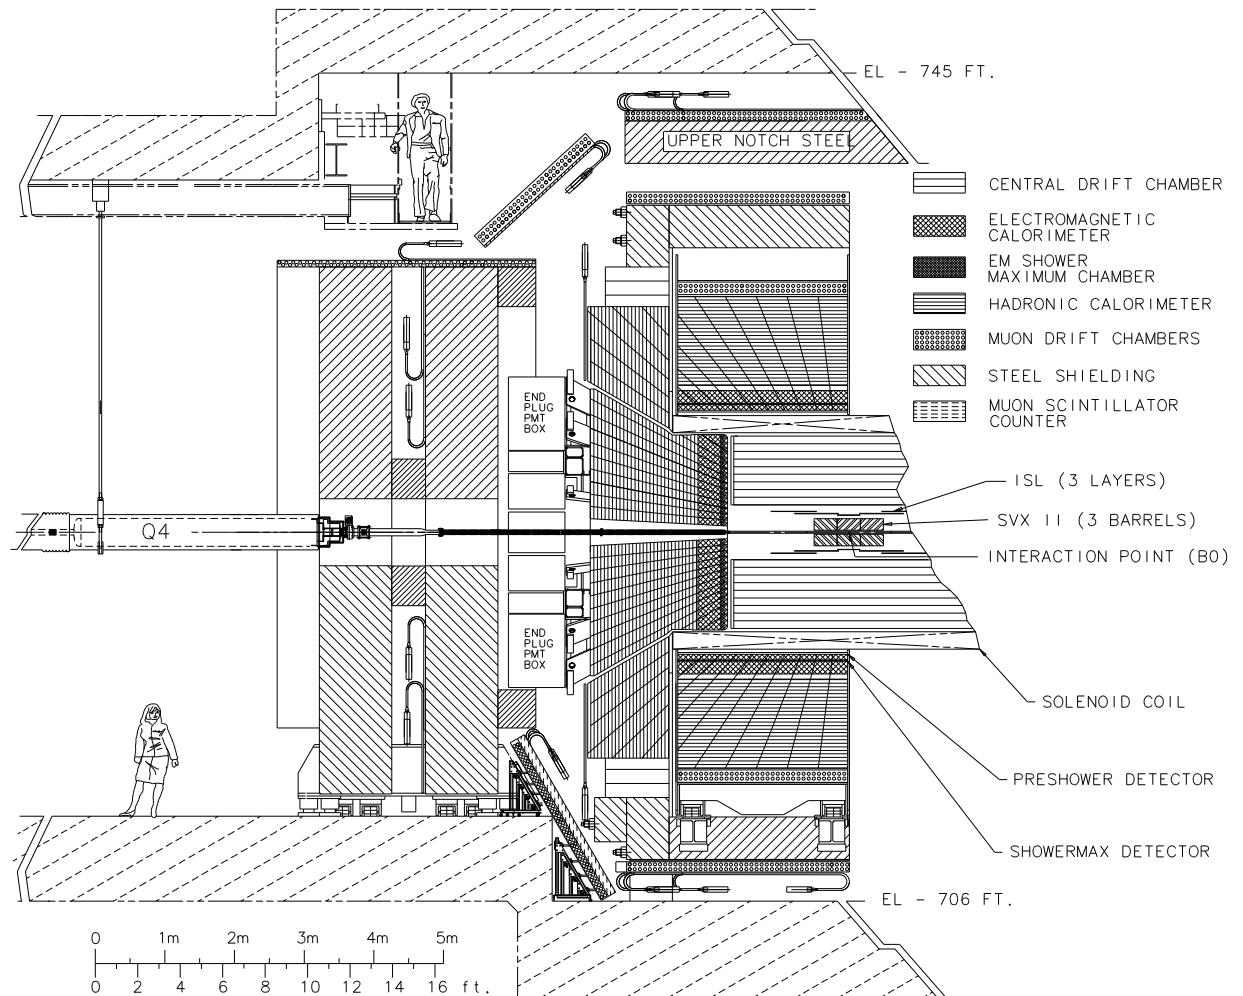 EL - 745 FT.
UPPER NOTCH STEEL
CENTRAL DRIFT CHAMBER
ELECTROMAGNETIC
CALORIMETER
EM SHOWER
MAXIMUM CHAMBER
HADRONIC CALORIMETER
MUON DRIFT CHAMBERS
STEEL SHIELDING
MUON SCINTILLATOR
COUNTER
END
PLUG
PMT
BOX
ISL (3 LAYERS)
SVX II (3 BARRELS)
Q4
INTERACTION POINT (B0)
END
PLUG
PMT
BOX
SOLENOID COIL
PRESHOWER DETECTOR
SHOWERMAX DETECTOR
EL - 706 FT.
0 1m 2m 3m 4m 5m
0 2 4 6 8 10 12 14 16 ft.